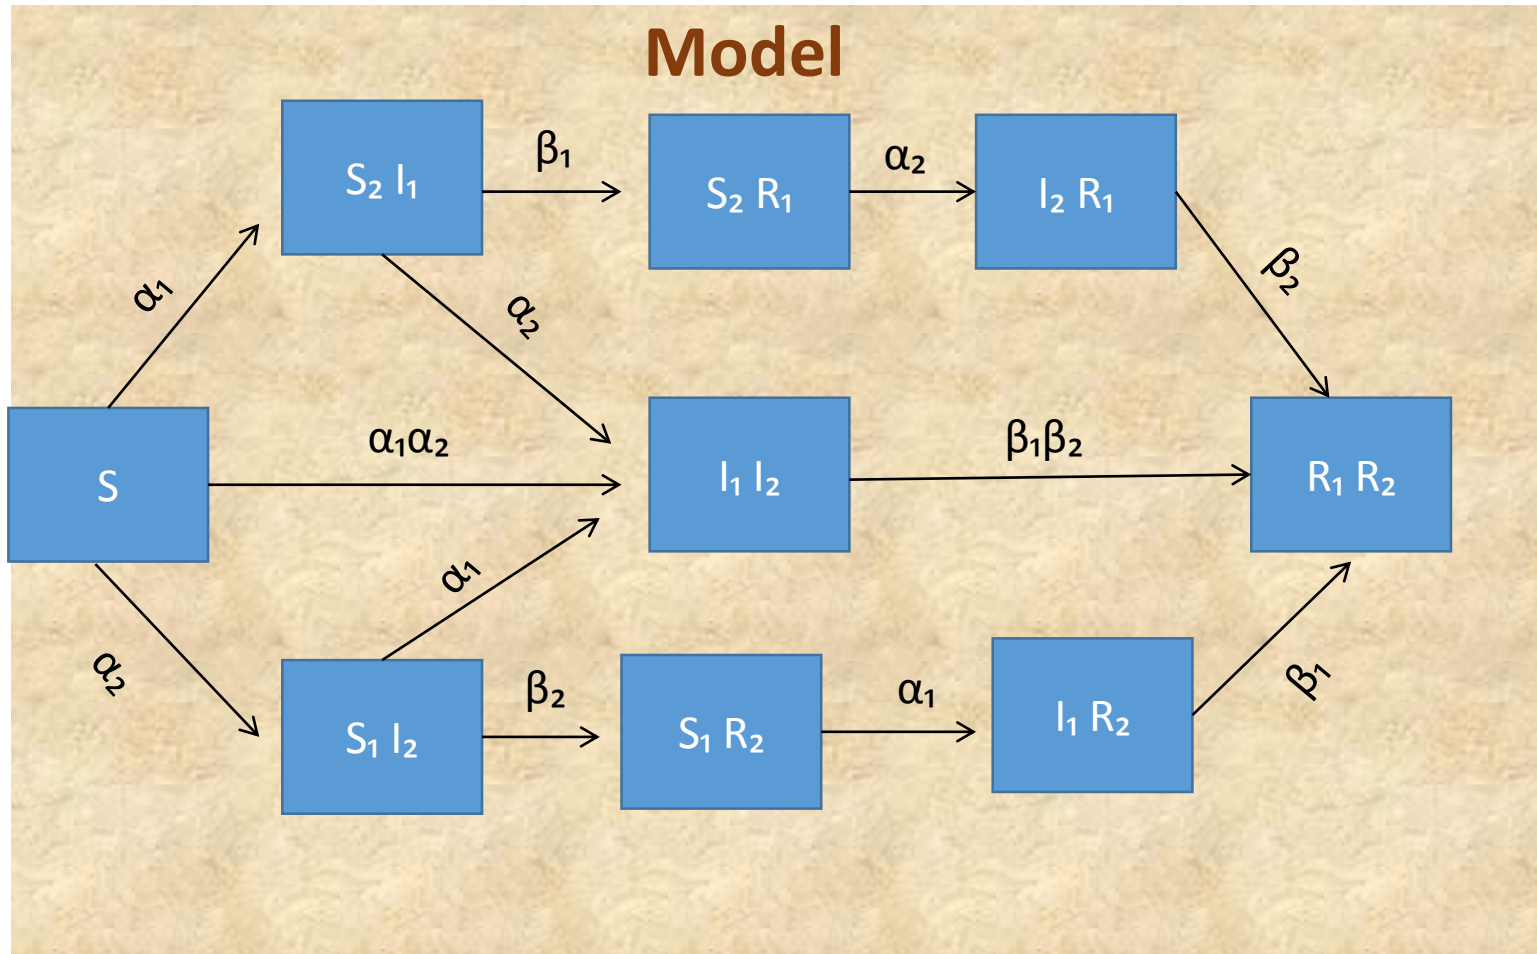 Model
S₂ I₁
β₁
S₂ R₁
α₂
I₂ R₁
β₂
α₁
α₂
S
α₁α₂
I₁ I₂
β₁β₂
R₁ R₂
α₁
α₂
S₁ I₂
β₂
S₁ R₂
α₁
I₁ R₂
β₁